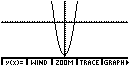 y(x)= WIND ZOOM TRACE GRAPH